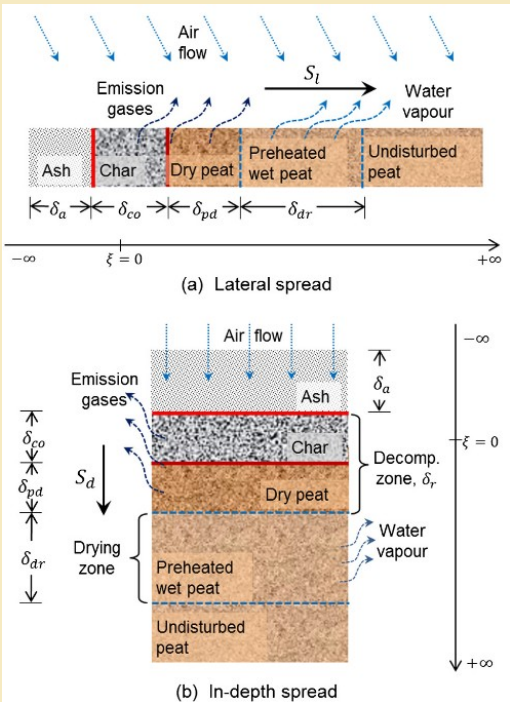 Air
flow
Emission
gases
S_l
Water
vapour
Ash
Char
Dry peat
Preheated
wet peat
Undisturbed
peat
δ_a
δ_co
δ_pd
δ_dr
−∞
ξ = 0
+∞
(a) Lateral spread
Air flow
−∞
Emission
gases
δ_a
Ash
δ_co
Char
ξ = 0
Decomp.
zone, δ_r
S_d
δ_pd
Dry peat
Drying
zone
δ_dr
Water
vapour
Preheated
wet peat
Undisturbed
peat
+∞
(b) In-depth spread